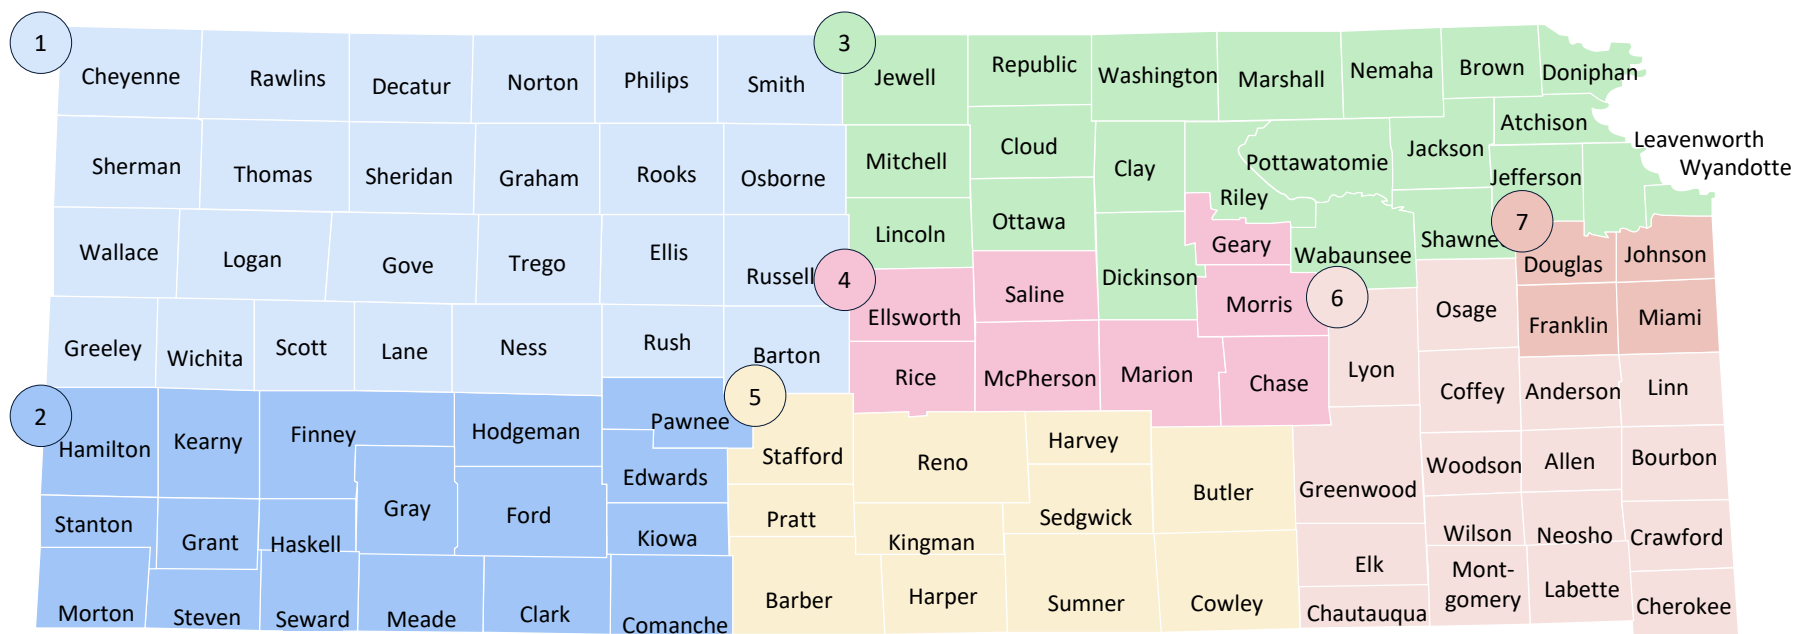 1
3
Cheyenne
Rawlins
Decatur
Norton
Philips
Smith
Jewell
Republic
Washington
Marshall
Nemaha
Brown
Doniphan
Sherman
Thomas
Sheridan
Graham
Rooks
Osborne
Mitchell
Cloud
Clay
Riley
Pottawatomie
Jackson
Atchison
Jefferson
Leavenworth
Wyandotte
Wallace
Logan
Gove
Trego
Ellis
Russell
Lincoln
Ottawa
Dickinson
Geary
Wabaunsee
Shawne
7
Douglas
Johnson
4
Ellsworth
Saline
Morris
6
Osage
Franklin
Miami
Greeley
Wichita
Scott
Lane
Ness
Rush
Barton
Rice
McPherson
Marion
Chase
Lyon
Coffey
Anderson
Linn
2
5
Hamilton
Kearny
Finney
Hodgeman
Pawnee
Stafford
Reno
Harvey
Butler
Greenwood
Woodson
Allen
Bourbon
Stanton
Grant
Haskell
Gray
Ford
Edwards
Kiowa
Pratt
Kingman
Sedgwick
Elk
Wilson
Neosho
Crawford
Morton
Steven
Seward
Meade
Clark
Comanche
Barber
Harper
Sumner
Cowley
Chautauqua
Mont-
gomery
Labette
Cherokee